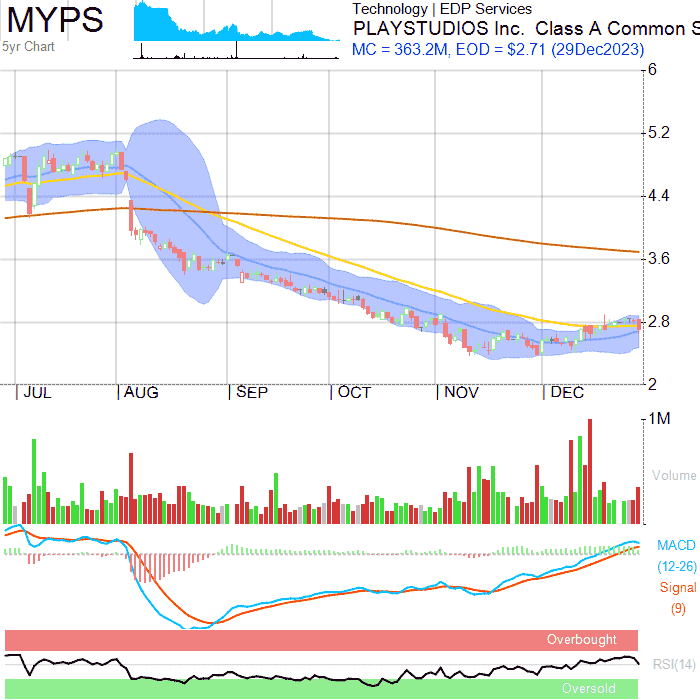 MYPS
5yr Chart
Technology | EDP Services
PLAYSTUDIOS Inc.  Class A Common S
MC = 363.2M, EOD = $2.71 (29Dec2023)
6
5.2
4.4
3.6
2.8
2
JUL AUG SEP OCT NOV DEC
1M
Volume
MACD
(12-26)
Signal
(9)
Overbought
RSI(14)
Oversold